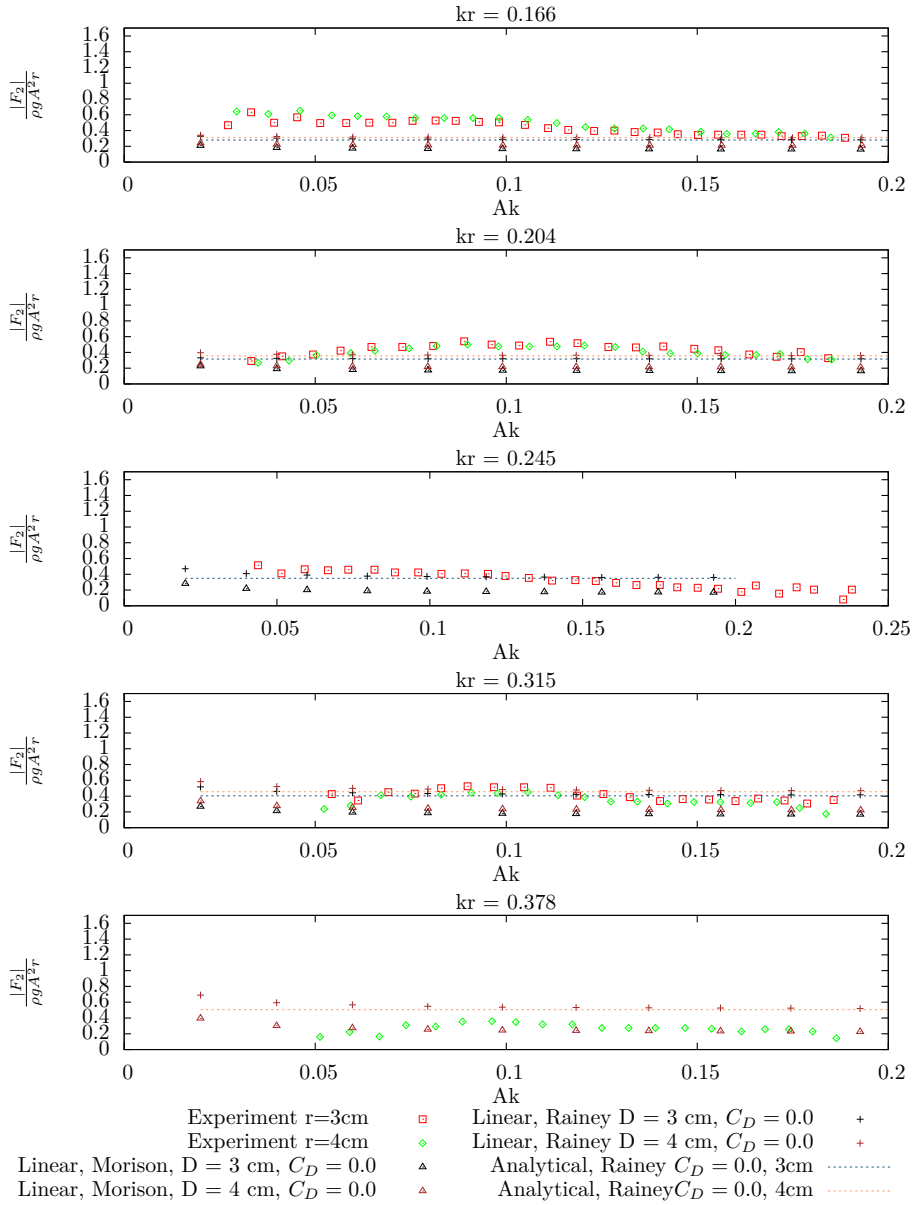 kr = 0.166
|F₂|/ρgA²r
1.6
1.4
1
0.8
0.6
0.4
0.2
0
0 0.05 0.1 0.15 0.2
Ak
kr = 0.204
|F₂|/ρgA²r
1.6
1.4
1
0.8
0.6
0.4
0.2
0
0 0.05 0.1 0.15 0.2
Ak
kr = 0.245
|F₂|/ρgA²r
1.6
1.4
1
0.8
0.6
0.4
0.2
0
0 0.05 0.1 0.15 0.2 0.25
Ak
kr = 0.315
|F₂|/ρgA²r
1.6
1.4
1
0.8
0.6
0.4
0.2
0
0 0.05 0.1 0.15 0.2
Ak
kr = 0.378
|F₂|/ρgA²r
1.6
1.4
1
0.8
0.6
0.4
0.2
0
0 0.05 0.1 0.15 0.2
Ak
Experiment r=3cm
Experiment r=4cm
Linear, Morison, D = 3 cm, C_D = 0.0
Linear, Morison, D = 4 cm, C_D = 0.0
Linear, Rainey D = 3 cm, C_D = 0.0
Linear, Rainey D = 4 cm, C_D = 0.0
Analytical, Rainey C_D = 0.0, 3cm
Analytical, RaineyC_D = 0.0, 4cm